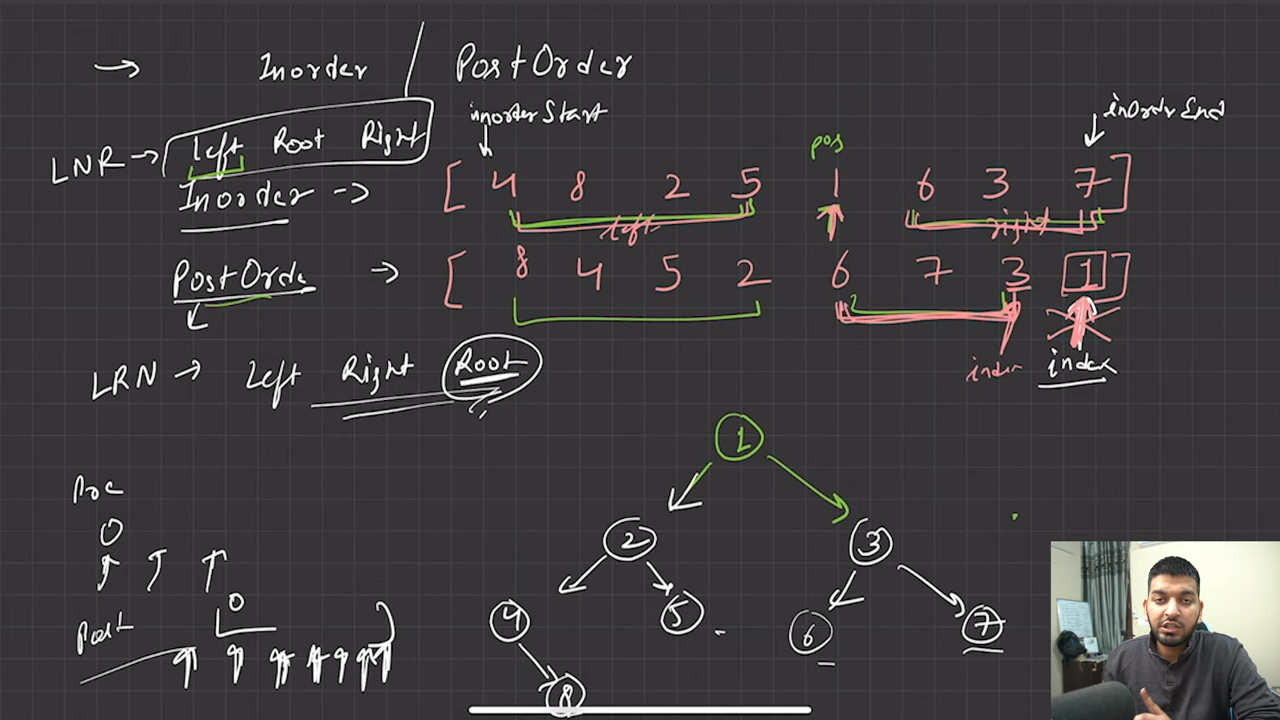 → Inorder / PostOrder
inorderStart inOrderEnd
LNR → left Root Right
pos
Inorder → [ 4 8 2 5 1 6 3 7 ]
left right
PostOrde → [ 8 4 5 2 6 7 3 1 ]
LRN → left Right Root
index index
1
2 3
4 5 6 7
8
0
Post
0